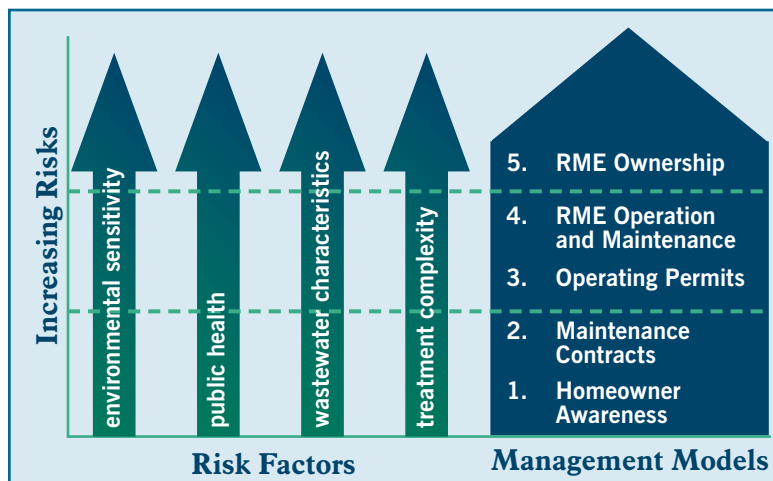 Increasing Risks
environmental sensitivity
public health
wastewater characteristics
treatment complexity
5. RME Ownership
4. RME Operation
and Maintenance
3. Operating Permits
2. Maintenance
Contracts
1. Homeowner
Awareness
Risk Factors
Management Models